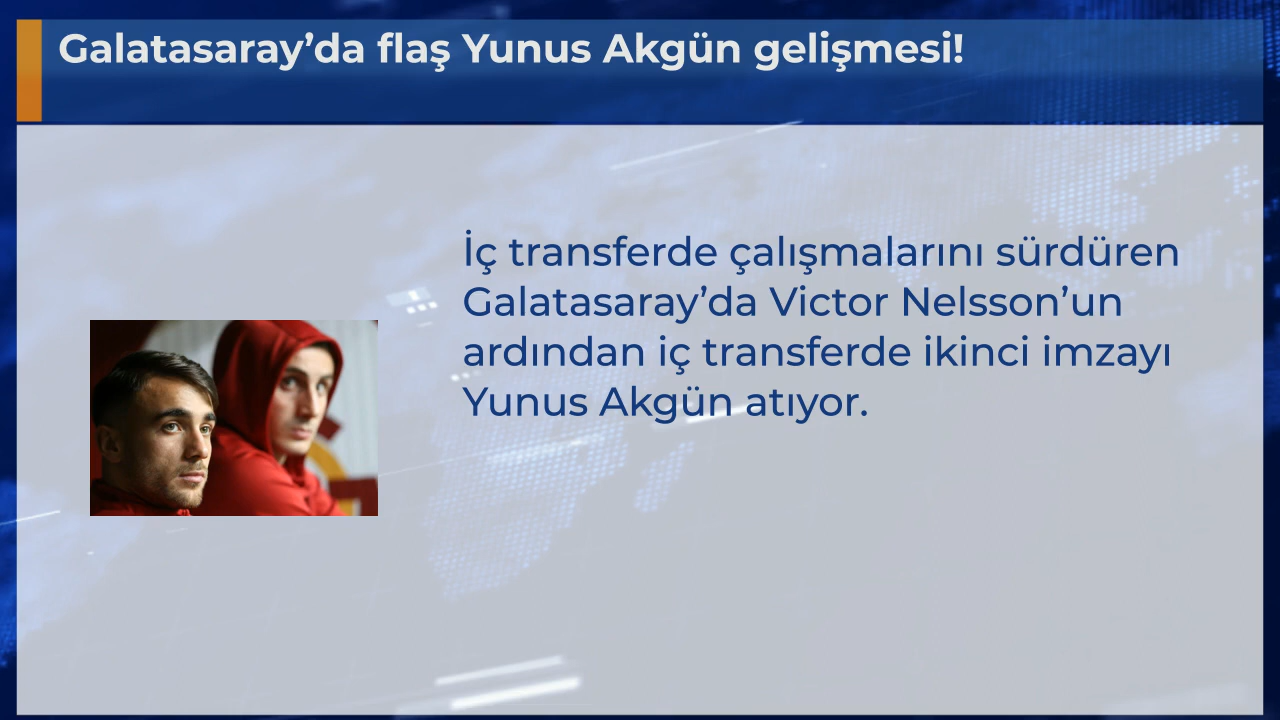 Galatasaray’da flaş Yunus Akgün gelişmesi!
İç transferde çalışmalarını sürdüren
Galatasaray’da Victor Nelsson’un
ardından iç transferde ikinci imzayı
Yunus Akgün atıyor.